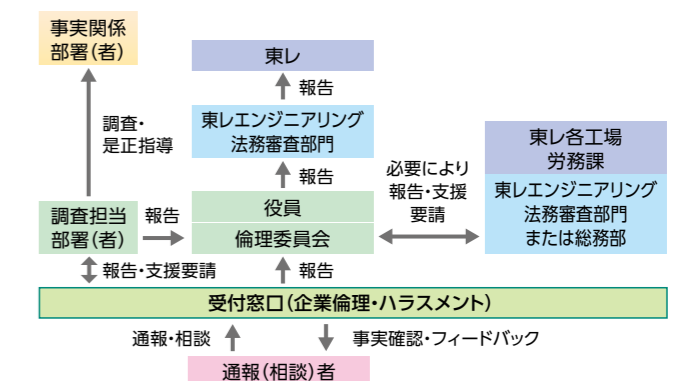 事実関係
部署(者)
東レ
報告
調査・
是正指導
東レエンジニアリング
法務審査部門
報告
必要により
報告・支援
要請
東レ各工場
労務課
東レエンジニアリング
法務審査部門
または総務部
調査担当
部署(者)
報告
役員
倫理委員会
報告・支援要請
報告
受付窓口(企業倫理・ハラスメント)
通報・相談
事実確認・フィードバック
通報(相談)者